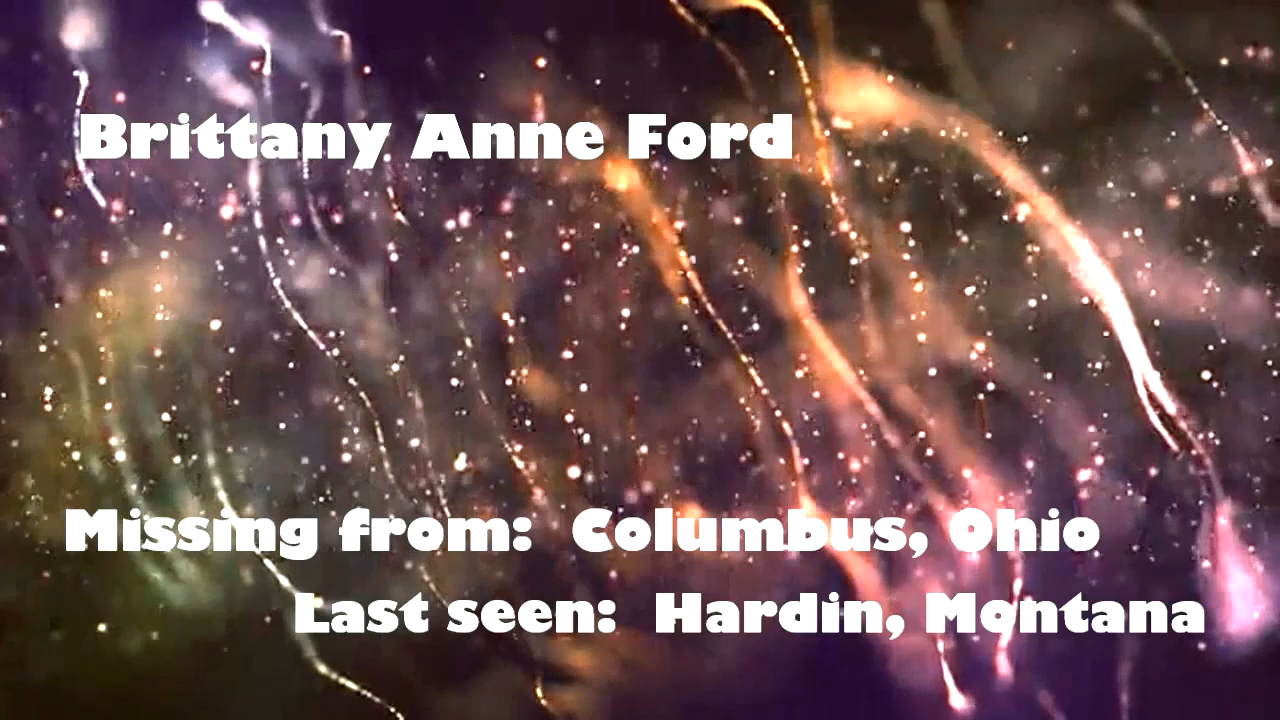 Brittany Anne Ford
Missing from: Columbus, Ohio
Last seen: Hardin, Montana